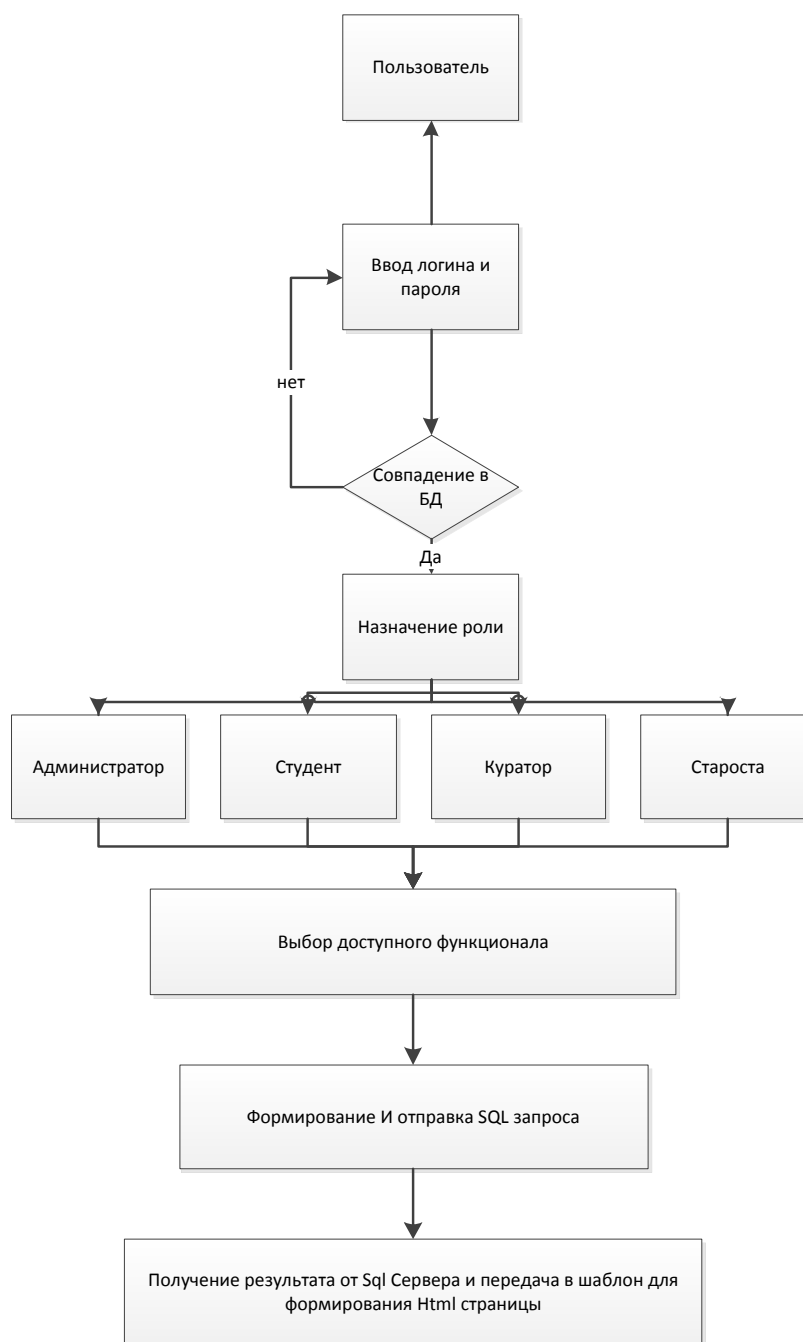 Пользователь
Ввод логина и
пароля
нет
Совпадение в
БД
Да
Назначение роли
Администратор
Студент
Куратор
Староста
Выбор доступного функционала
Формирование И отправка SQL запроса
Получение результата от Sql Сервера и передача в шаблон для
формирования Html страницы